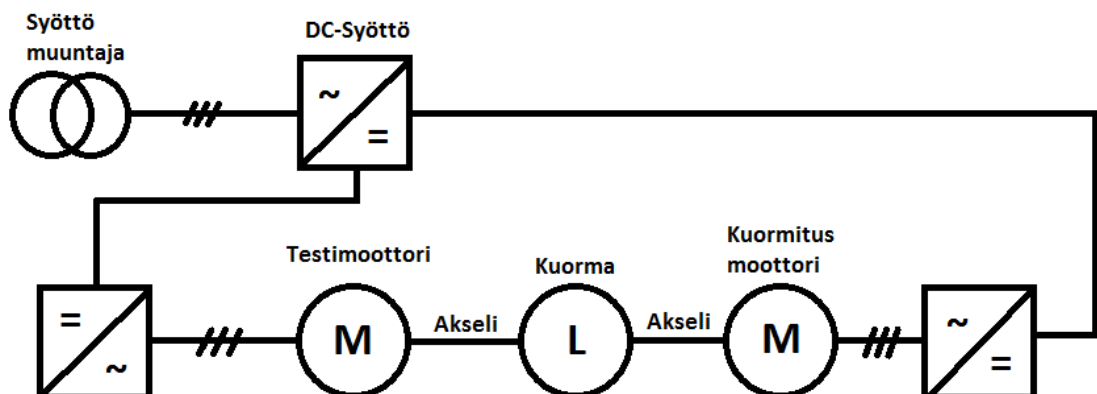 Syöttö
muuntaja
DC-Syöttö
~
=
Testimoottori
Kuorma
Kuormitus
moottori
=
~
M
Akseli
L
Akseli
M
~
=